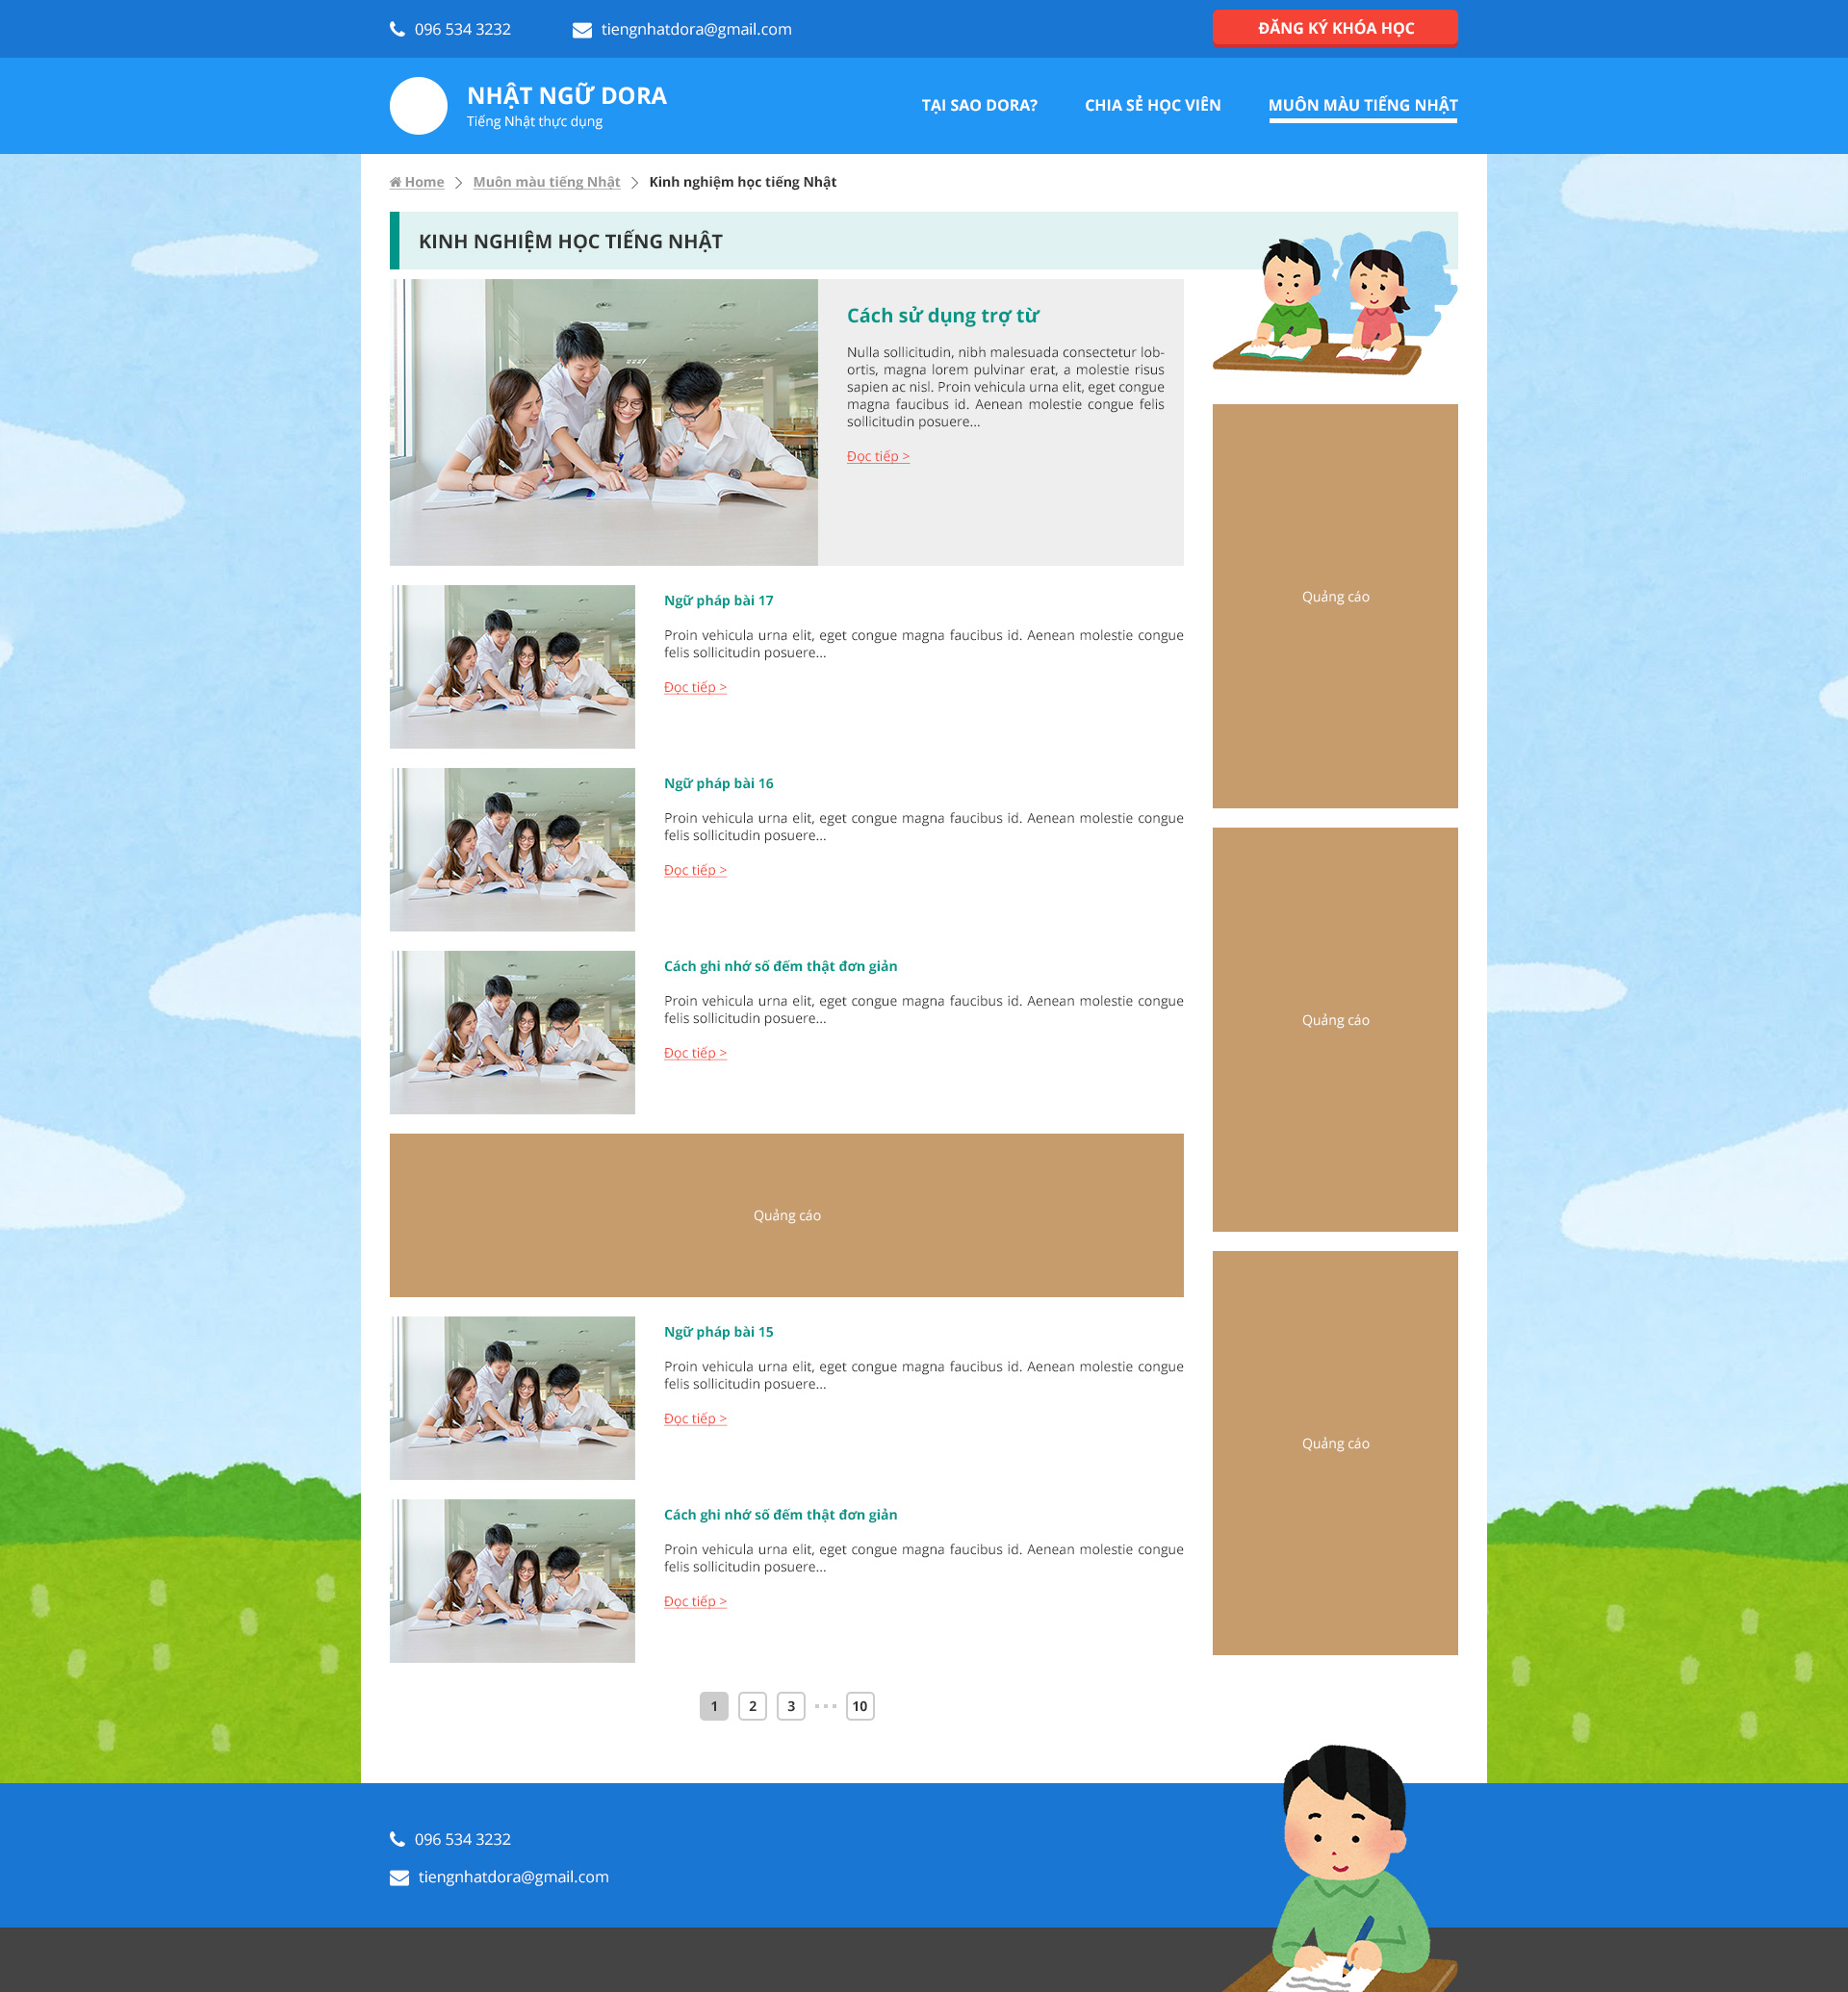 096 534 3232
tiengnhatdora@gmail.com
ĐĂNG KÝ KHÓA HỌC
NHẬT NGỮ DORA
Tiếng Nhật thực dụng
TẠI SAO DORA?
CHIA SẺ HỌC VIÊN
MUÔN MÀU TIẾNG NHẬT
Home
Muôn màu tiếng Nhật
Kinh nghiệm học tiếng Nhật
KINH NGHIỆM HỌC TIẾNG NHẬT
Cách sử dụng trợ từ
Nulla sollicitudin, nibh malesuada consectetur lob-
ortis, magna lorem pulvinar erat, a molestie risus
sapien ac nisl. Proin vehicula urna elit, eget congue
magna faucibus id. Aenean molestie congue felis
sollicitudin posuere...
Đọc tiếp >
Quảng cáo
Ngữ pháp bài 17
Proin vehicula urna elit, eget congue magna faucibus id. Aenean molestie congue
felis sollicitudin posuere...
Đọc tiếp >
Ngữ pháp bài 16
Proin vehicula urna elit, eget congue magna faucibus id. Aenean molestie congue
felis sollicitudin posuere...
Đọc tiếp >
Quảng cáo
Cách ghi nhớ số đếm thật đơn giản
Proin vehicula urna elit, eget congue magna faucibus id. Aenean molestie congue
felis sollicitudin posuere...
Đọc tiếp >
Quảng cáo
Ngữ pháp bài 15
Proin vehicula urna elit, eget congue magna faucibus id. Aenean molestie congue
felis sollicitudin posuere...
Đọc tiếp >
Quảng cáo
Cách ghi nhớ số đếm thật đơn giản
Proin vehicula urna elit, eget congue magna faucibus id. Aenean molestie congue
felis sollicitudin posuere...
Đọc tiếp >
1 2 3 ... 10
096 534 3232
tiengnhatdora@gmail.com